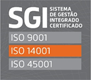 SGI
SISTEMA
DE GESTÃO
INTEGRADO
CERTIFICADO
ISO 9001
ISO 14001
ISO 45001